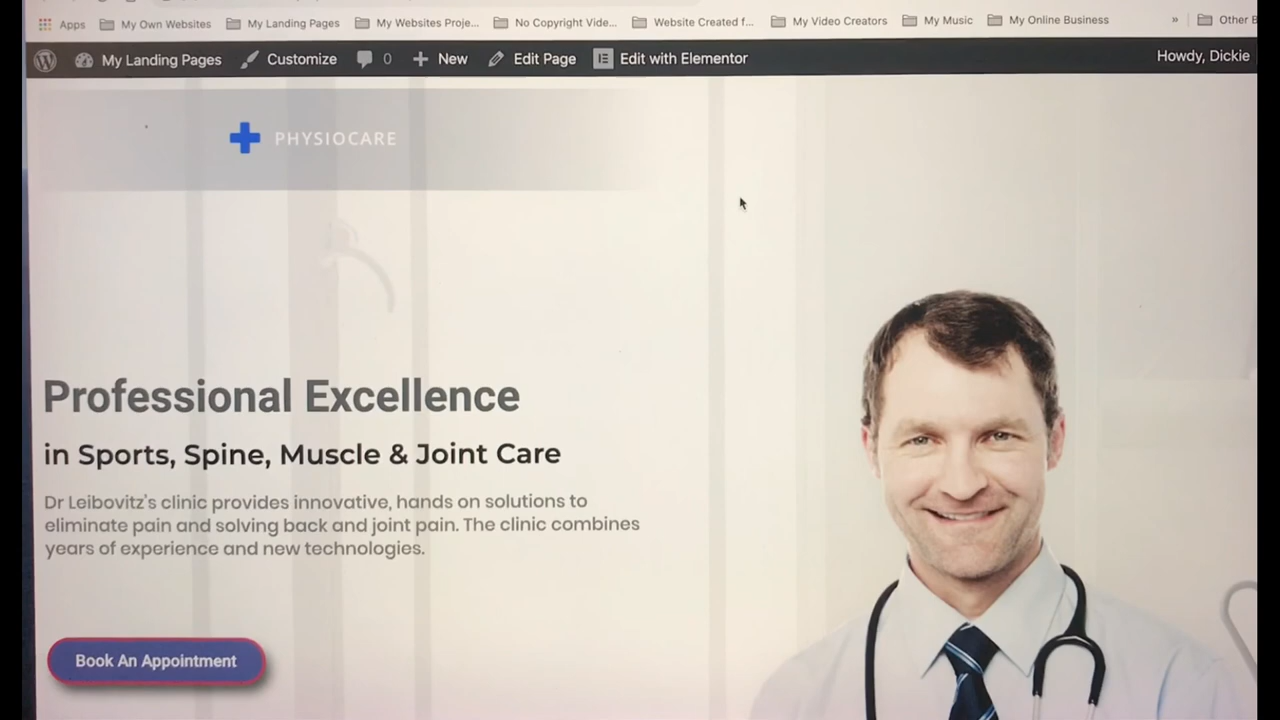 Apps My Own Websites My Landing Pages My Websites Proje... No Copyright Vide... Website Created f... My Video Creators My Music My Online Business » Other B
My Landing Pages Customize 0 New Edit Page Edit with Elementor Howdy, Dickie
PHYSIOCARE
Professional Excellence
in Sports, Spine, Muscle & Joint Care
Dr Leibovitz's clinic provides innovative, hands on solutions to
eliminate pain and solving back and joint pain. The clinic combines
years of experience and new technologies.
Book An Appointment